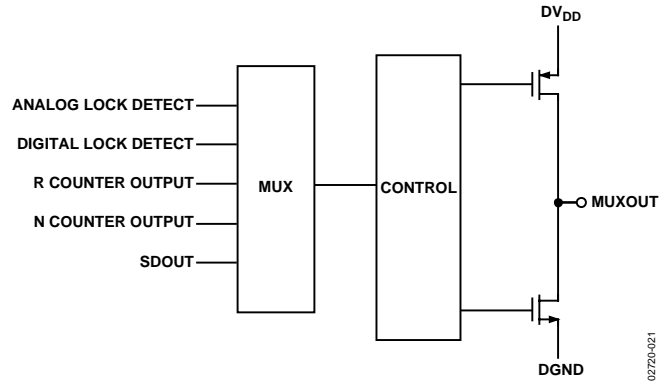 DVDD
ANALOG LOCK DETECT
DIGITAL LOCK DETECT
R COUNTER OUTPUT
N COUNTER OUTPUT
SDOUT
MUX
CONTROL
MUXOUT
DGND
02720-021